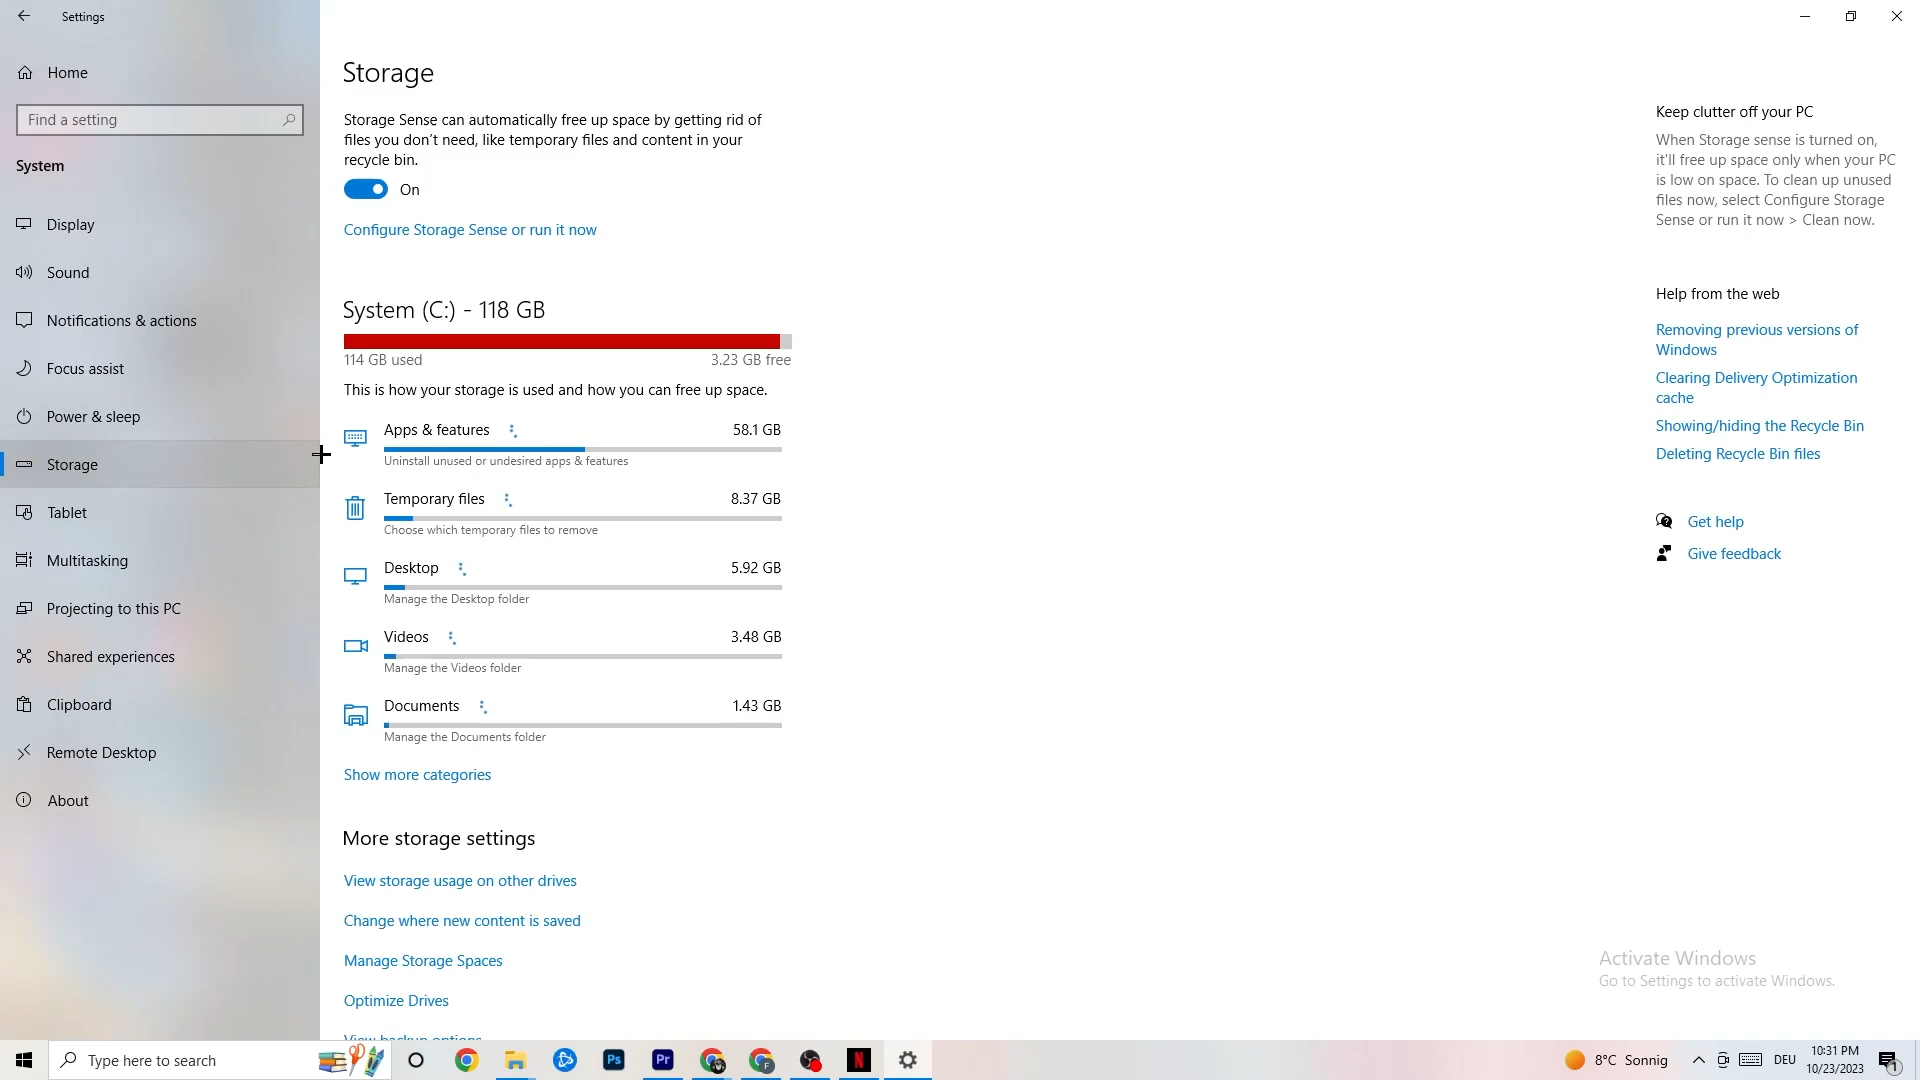 Settings
Home
Find a setting
System
Display
Sound
Notifications & actions
Focus assist
Power & sleep
Storage
Tablet
Multitasking
Projecting to this PC
Shared experiences
Clipboard
Remote Desktop
About
Storage
Storage Sense can automatically free up space by getting rid of
files you don’t need, like temporary files and content in your
recycle bin.
On
Configure Storage Sense or run it now
System (C:) - 118 GB
114 GB used 3.23 GB free
This is how your storage is used and how you can free up space.
Apps & features 58.1 GB
Uninstall unused or undesired apps & features
Temporary files 8.37 GB
Choose which temporary files to remove
Desktop 5.92 GB
Manage the Desktop folder
Videos 3.48 GB
Manage the Videos folder
Documents 1.43 GB
Manage the Documents folder
Show more categories
More storage settings
View storage usage on other drives
Change where new content is saved
Manage Storage Spaces
Optimize Drives
View backup options
Keep clutter off your PC
When Storage sense is turned on,
it'll free up space only when your PC
is low on space. To clean up unused
files now, select Configure Storage
Sense or run it now > Clean now.
Help from the web
Removing previous versions of
Windows
Clearing Delivery Optimization
cache
Showing/hiding the Recycle Bin
Deleting Recycle Bin files
Get help
Give feedback
Activate Windows
Go to Settings to activate Windows.
Type here to search
Ps
Pr
F
N
8°C Sonnig
DEU
10:31 PM
10/23/2023
1